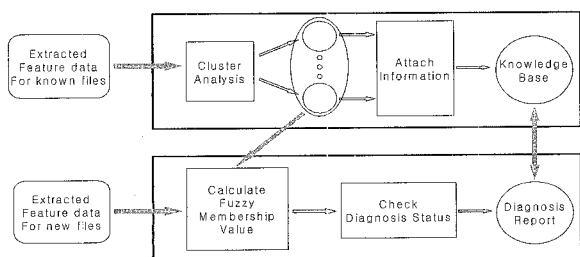 Extracted
Feature data
For known files
Cluster
Analysis
Attach
Information
Knowledge
Base
Extracted
Feature data
For new files
Calculate
Fuzzy
Membership
Value
Check
Diagnosis Status
Diagnosis
Report